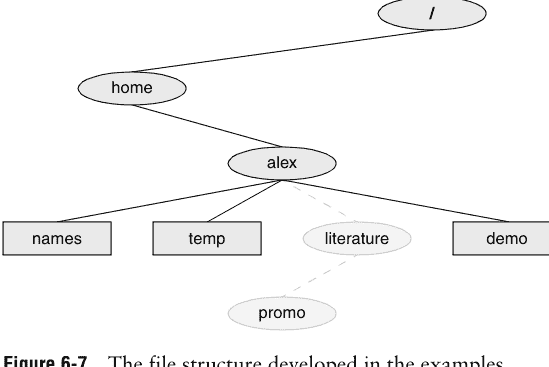 /
home
alex
names temp literature demo
promo
Figure 6-7 The file structure developed in the examples